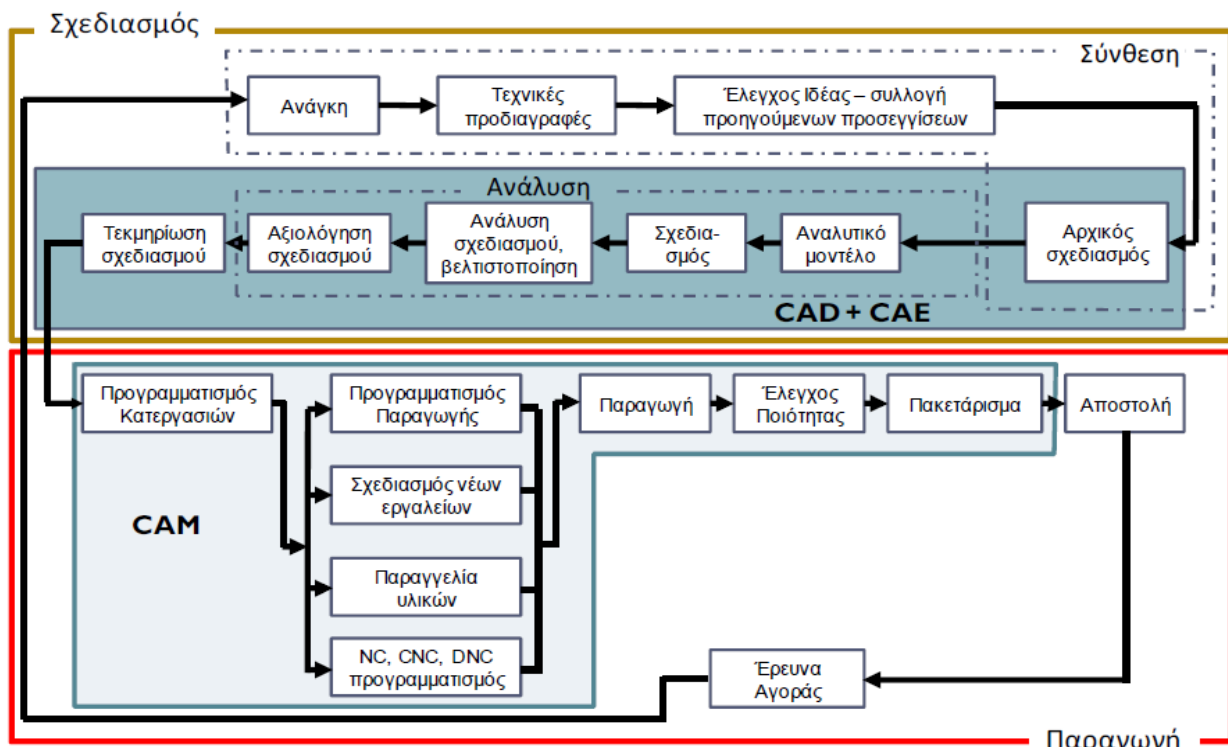 Σχεδιασμός
Σύνθεση
Ανάγκη
Τεχνικές
προδιαγραφές
Έλεγχος Ιδέας – συλλογή
προηγούμενων προσεγγίσεων
Ανάλυση
Τεκμηρίωση
σχεδιασμού
Αξιολόγηση
σχεδιασμού
Ανάλυση
σχεδιασμού,
βελτιστοποίηση
Σχεδια-
σμός
Αναλυτικό
μοντέλο
Αρχικός
σχεδιασμός
CAD + CAE
Προγραμματισμός
Κατεργασιών
Προγραμματισμός
Παραγωγής
Παραγωγή
Έλεγχος
Ποιότητας
Πακετάρισμα
Αποστολή
Σχεδιασμός νέων
εργαλείων
CAM
Παραγγελία
υλικών
NC, CNC, DNC
προγραμματισμός
Έρευνα
Αγοράς
Παραγωγή